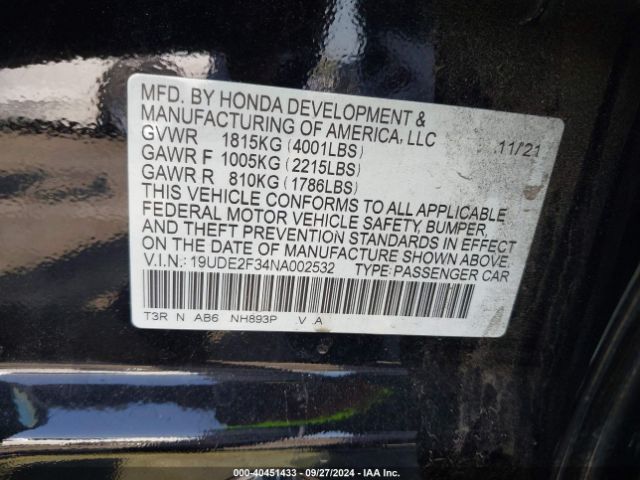 MFD. BY HONDA DEVELOPMENT &
MANUFACTURING OF AMERICA, LLC 11/'21
GVWR 1815KG (4001LBS)
GAWR F 1005KG (2215LBS)
GAWR R 810KG (1786LBS)
THIS VEHICLE CONFORMS TO ALL APPLICABLE
FEDERAL MOTOR VEHICLE SAFETY, BUMPER,
AND THEFT PREVENTION STANDARDS IN EFFECT
ON THE DATE OF MANUFACTURE SHOWN ABOVE.
V.I.N.: 19UDE2F34NA002532 TYPE: PASSENGER CAR
T3R N AB6 NH893P .V .A
000-40451433 - 09/27/2024 - IAA Inc.